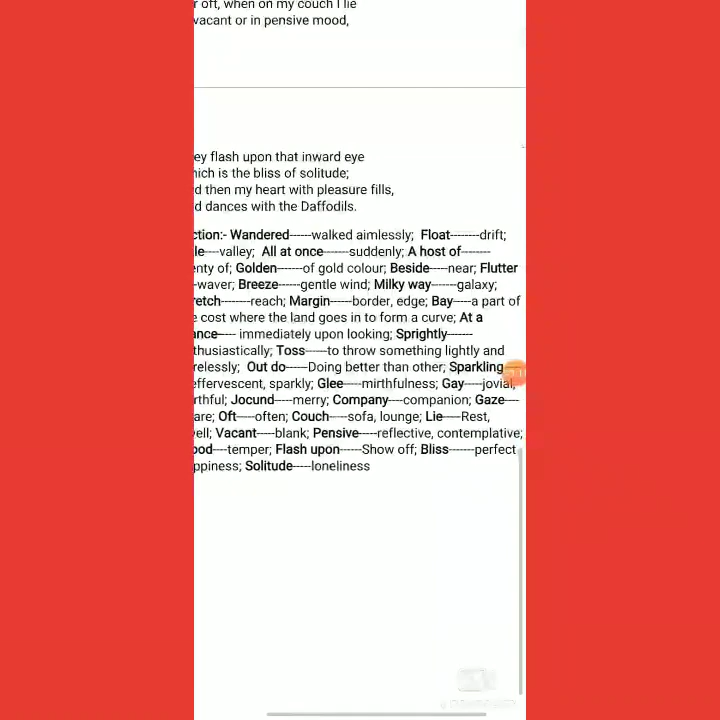 r oft, when on my couch I lie
vacant or in pensive mood,
ey flash upon that inward eye
hich is the bliss of solitude;
d then my heart with pleasure fills,
d dances with the Daffodils.
ction:- Wandered------walked aimlessly; Float--------drift;
le----valley; All at once-------suddenly; A host of--------
enty of; Golden-------of gold colour; Beside-----near; Flutter
-waver; Breeze------gentle wind; Milky way-------galaxy;
retch--------reach; Margin------border, edge; Bay-----a part of
e cost where the land goes in to form a curve; At a
ance----- immediately upon looking; Sprightly-------
thusiastically; Toss------to throw something lightly and
relessly; Out do------Doing better than other; Sparkling
effervescent, sparkly; Glee-----mirthfulness; Gay-----jovial,
rthful; Jocund-----merry; Company-----companion; Gaze----
are; Oft-----often; Couch-----sofa, lounge; Lie-----Rest,
ell; Vacant-----blank; Pensive-----reflective, contemplative;
ood----temper; Flash upon------Show off; Bliss-------perfect
ppiness; Solitude-----loneliness